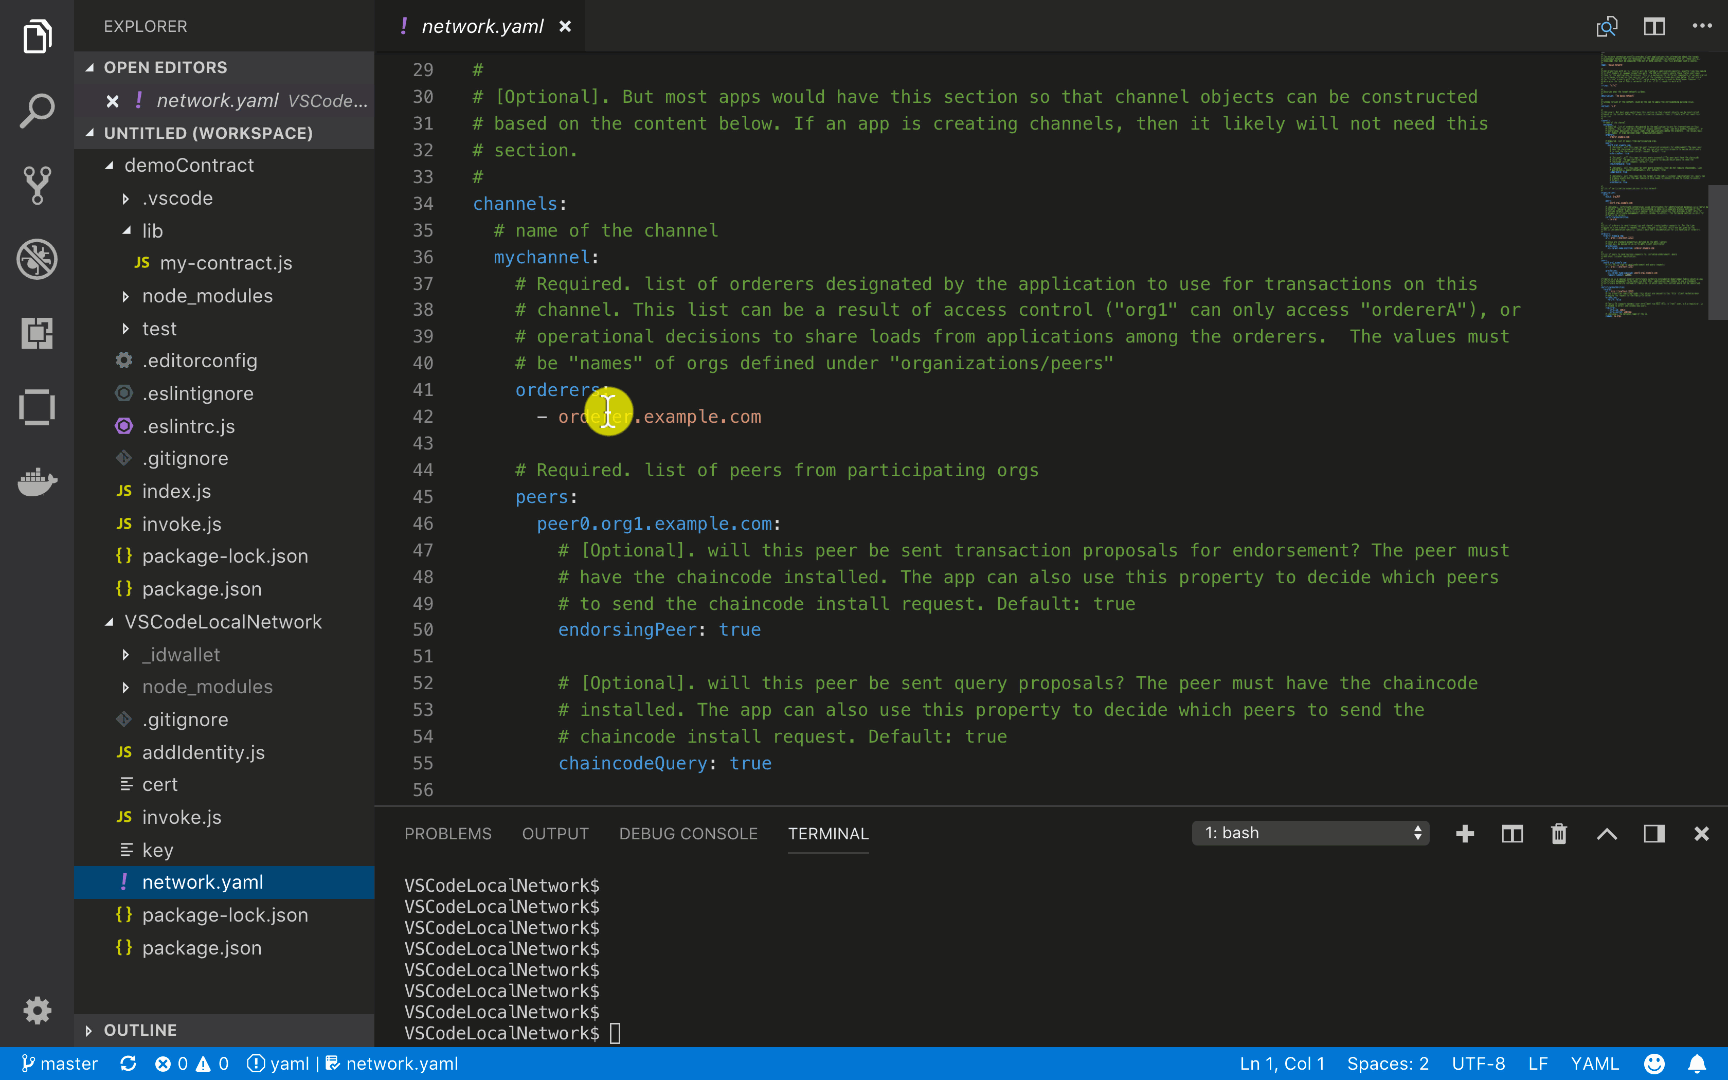 EXPLORER
OPEN EDITORS
! network.yaml VSCode...
UNTITLED (WORKSPACE)
demoContract
.vscode
lib
JS my-contract.js
node_modules
test
.editorconfig
.eslintignore
.eslintrc.js
.gitignore
JS index.js
JS invoke.js
{} package-lock.json
{} package.json
VSCodeLocalNetwork
_idwallet
node_modules
.gitignore
JS addIdentity.js
cert
JS invoke.js
key
! network.yaml
{} package-lock.json
{} package.json
OUTLINE
! network.yaml
29 #
30 # [Optional]. But most apps would have this section so that channel objects can be constructed
31 # based on the content below. If an app is creating channels, then it likely will not need this
32 # section.
33 #
34 channels:
35 # name of the channel
36 mychannel:
37 # Required. list of orderers designated by the application to use for transactions on this
38 # channel. This list can be a result of access control ("org1" can only access "ordererA"), or
39 # operational decisions to share loads from applications among the orderers.  The values must
40 # be "names" of orgs defined under "organizations/peers"
41 orderers:
42 - orderer.example.com
43
44 # Required. list of peers from participating orgs
45 peers:
46 peer0.org1.example.com:
47 # [Optional]. will this peer be sent transaction proposals for endorsement? The peer must
48 # have the chaincode installed. The app can also use this property to decide which peers
49 # to send the chaincode install request. Default: true
50 endorsingPeer: true
51
52 # [Optional]. will this peer be sent query proposals? The peer must have the chaincode
53 # installed. The app can also use this property to decide which peers to send the
54 # chaincode install request. Default: true
55 chaincodeQuery: true
56
PROBLEMS OUTPUT DEBUG CONSOLE TERMINAL 1: bash
VSCodeLocalNetwork$
VSCodeLocalNetwork$
VSCodeLocalNetwork$
VSCodeLocalNetwork$
VSCodeLocalNetwork$
VSCodeLocalNetwork$
VSCodeLocalNetwork$
VSCodeLocalNetwork$
master 0 0 yaml | network.yaml Ln 1, Col 1 Spaces: 2 UTF-8 LF YAML